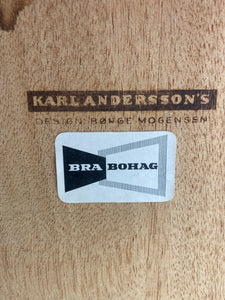 KARL ANDERSSON'S
DESIGN: BØRGE MOGENSEN
BRA BOHAG